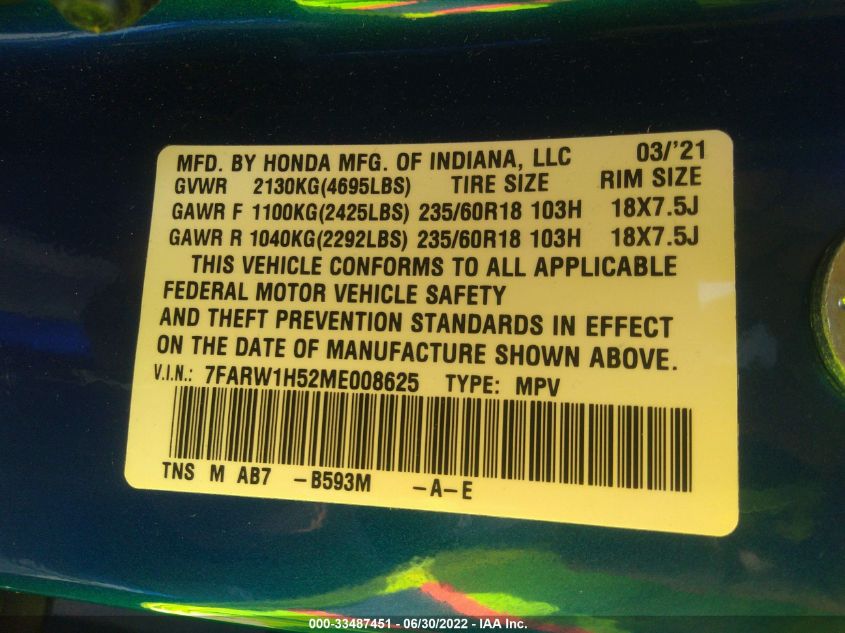 MFD. BY HONDA MFG. OF INDIANA, LLC 03/'21
GVWR 2130KG(4695LBS) TIRE SIZE RIM SIZE
GAWR F 1100KG(2425LBS) 235/60R18 103H 18X7.5J
GAWR R 1040KG(2292LBS) 235/60R18 103H 18X7.5J
THIS VEHICLE CONFORMS TO ALL APPLICABLE
FEDERAL MOTOR VEHICLE SAFETY
AND THEFT PREVENTION STANDARDS IN EFFECT
ON THE DATE OF MANUFACTURE SHOWN ABOVE.
V.I.N.: 7FARW1H52ME008625 TYPE: MPV
TNS M AB7 -B593M -A-E
000-33487451 - 06/30/2022 - IAA Inc.